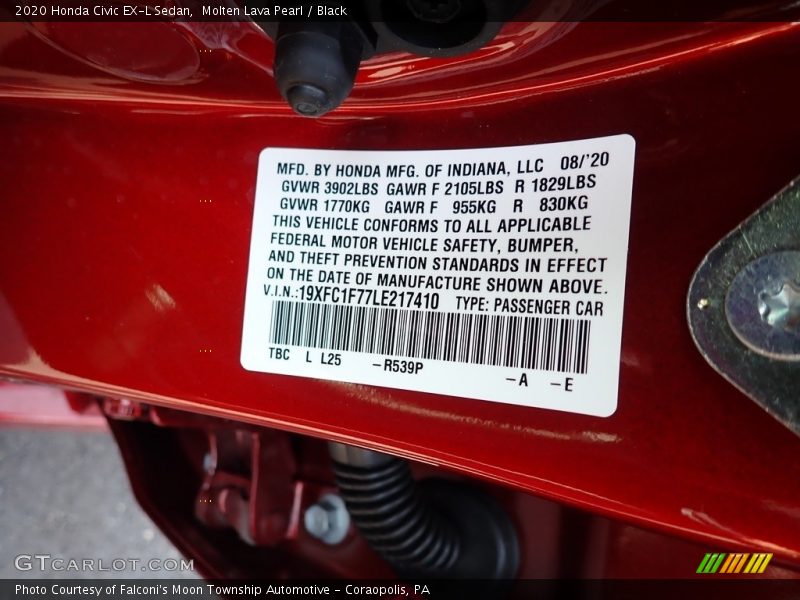 2020 Honda Civic EX-L Sedan, Molten Lava Pearl / Black
MFD. BY HONDA MFG. OF INDIANA, LLC 08/'20
GVWR 3902LBS GAWR F 2105LBS R 1829LBS
GVWR 1770KG GAWR F 955KG R 830KG
THIS VEHICLE CONFORMS TO ALL APPLICABLE
FEDERAL MOTOR VEHICLE SAFETY, BUMPER,
AND THEFT PREVENTION STANDARDS IN EFFECT
ON THE DATE OF MANUFACTURE SHOWN ABOVE.
V.I.N.:19XFC1F77LE217410 TYPE: PASSENGER CAR
TBC L L25 -R539P -A -E
GTCARLOT.COM
Photo Courtesy of Falconi's Moon Township Automotive - Coraopolis, PA